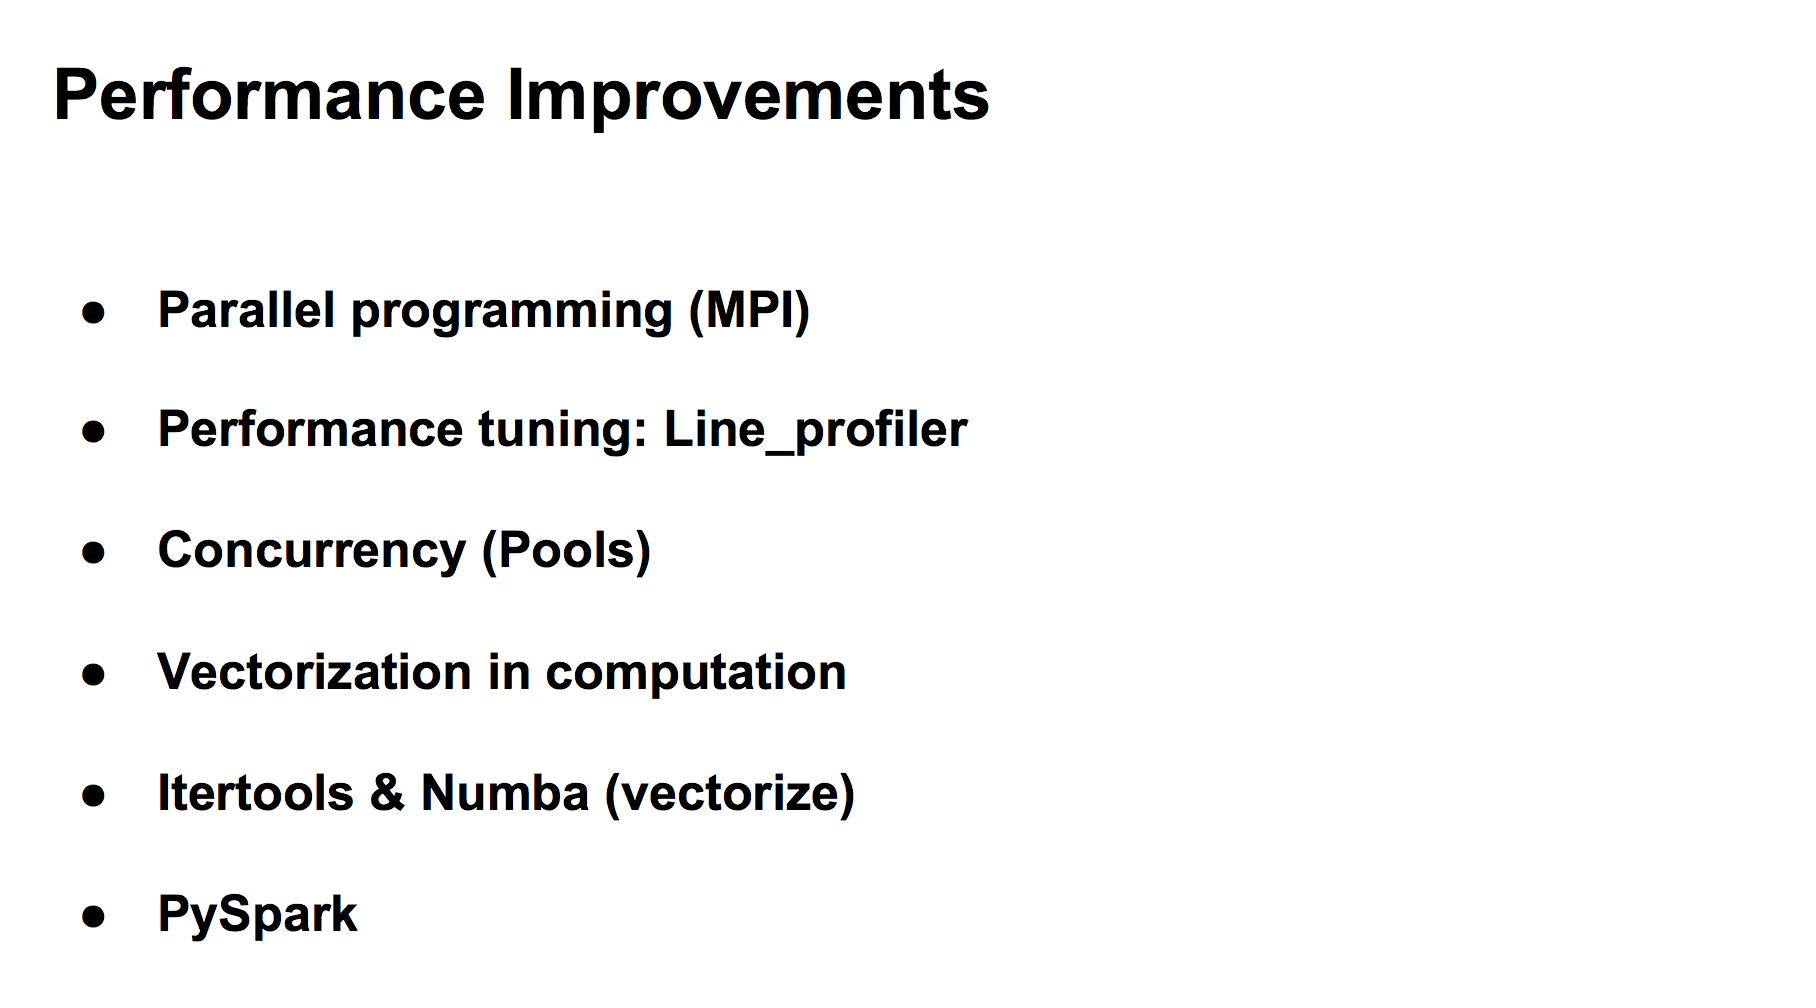 Performance Improvements
● Parallel programming (MPI)
● Performance tuning: Line_profiler
● Concurrency (Pools)
● Vectorization in computation
● Itertools & Numba (vectorize)
● PySpark